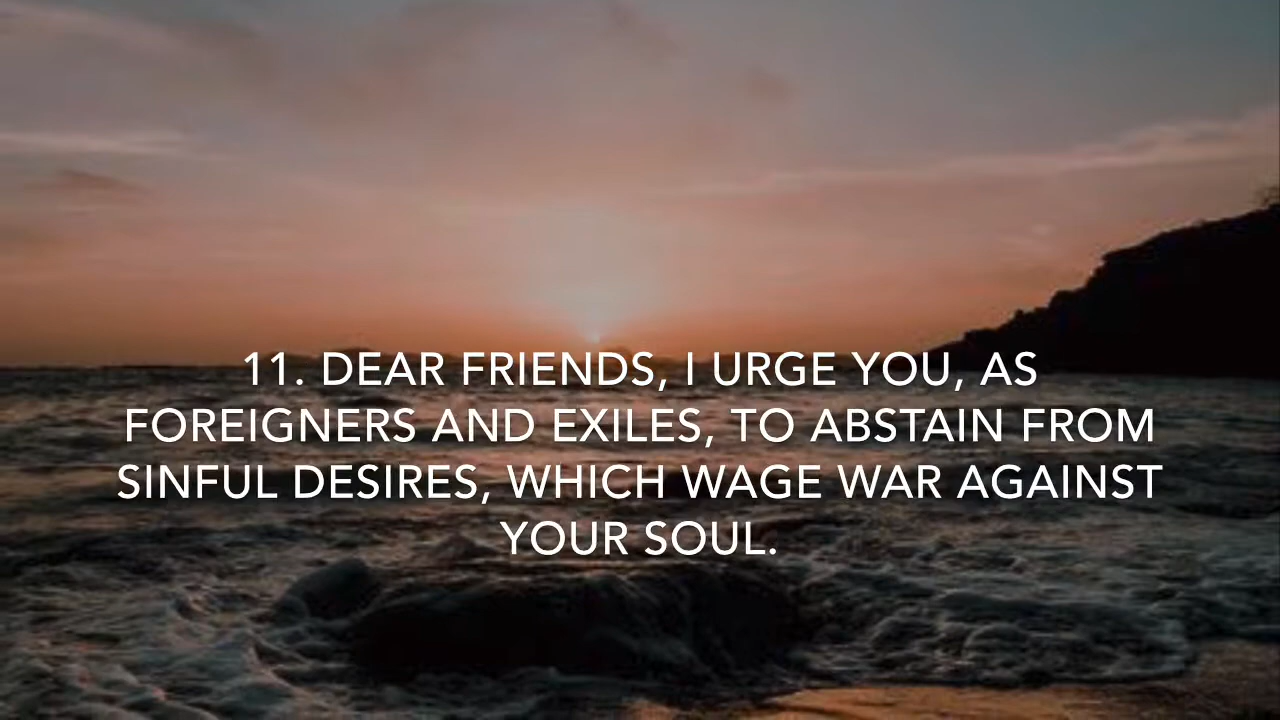 11. DEAR FRIENDS, I URGE YOU, AS
FOREIGNERS AND EXILES, TO ABSTAIN FROM
SINFUL DESIRES, WHICH WAGE WAR AGAINST
YOUR SOUL.